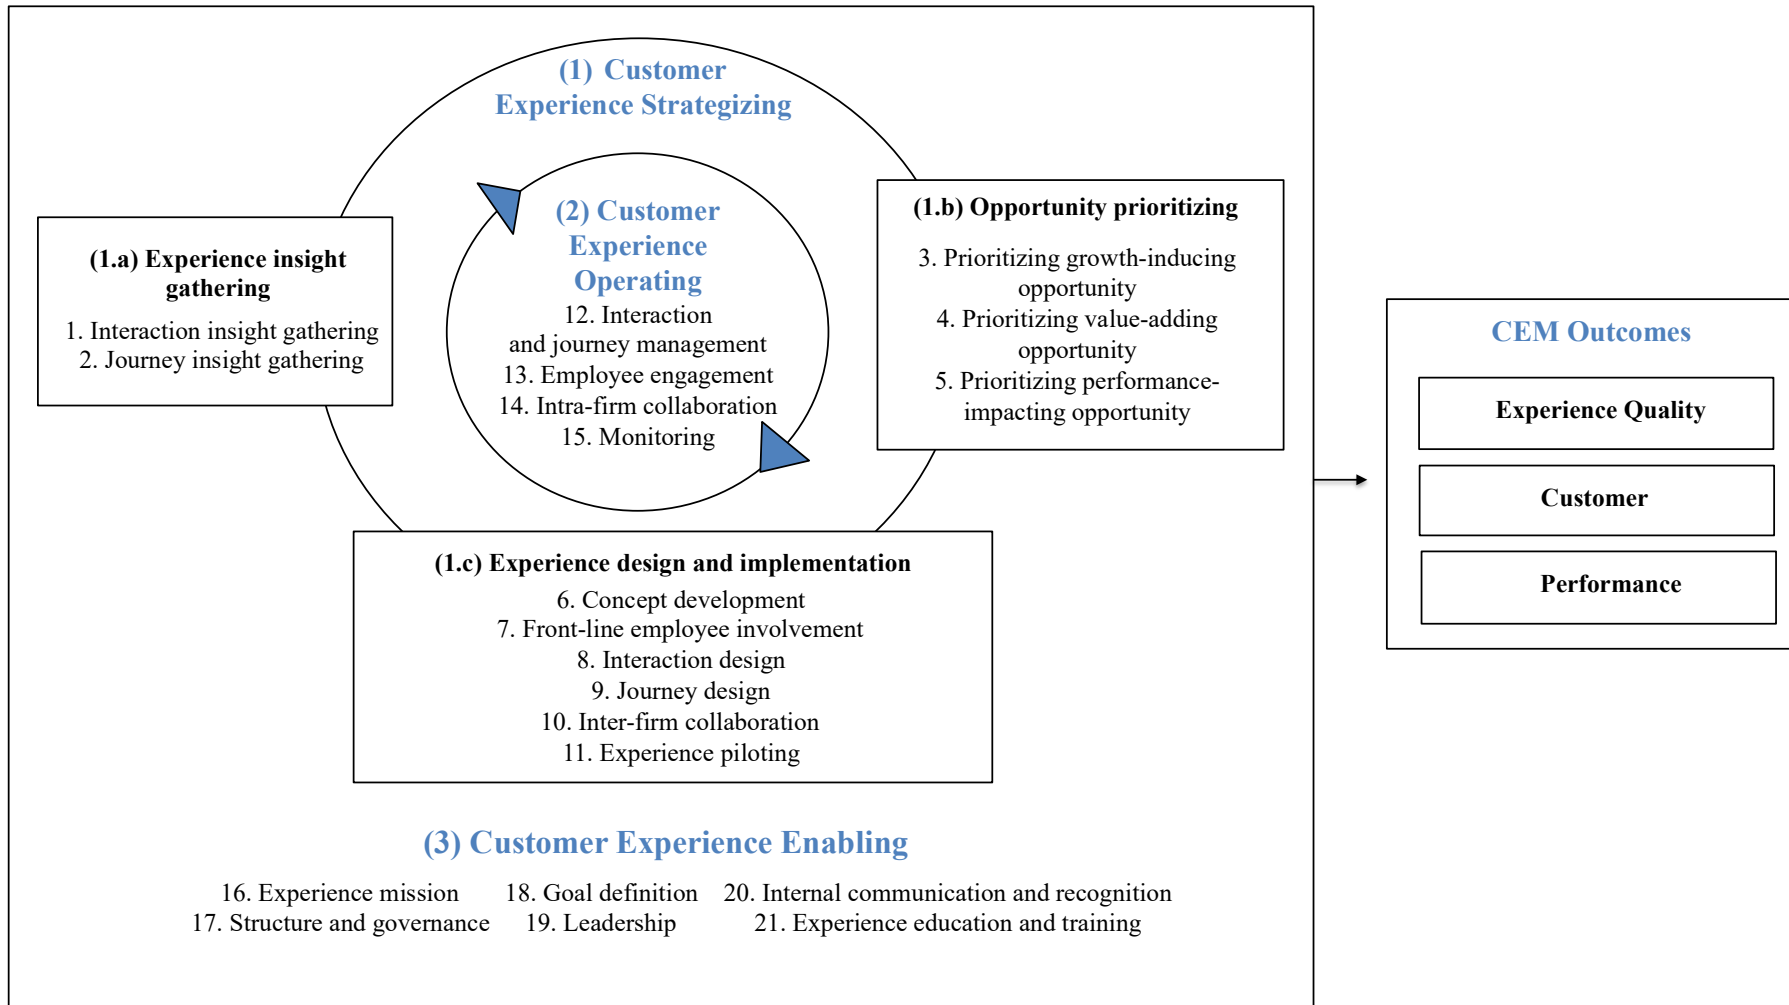 (1) Customer
Experience Strategizing
(2) Customer
Experience
Operating
12. Interaction
and journey management
13. Employee engagement
14. Intra-firm collaboration
15. Monitoring
(1.a) Experience insight
gathering
1. Interaction insight gathering
2. Journey insight gathering
(1.b) Opportunity prioritizing
3. Prioritizing growth-inducing
opportunity
4. Prioritizing value-adding
opportunity
5. Prioritizing performance-
impacting opportunity
(1.c) Experience design and implementation
6. Concept development
7. Front-line employee involvement
8. Interaction design
9. Journey design
10. Inter-firm collaboration
11. Experience piloting
(3) Customer Experience Enabling
16. Experience mission
17. Structure and governance
18. Goal definition
19. Leadership
20. Internal communication and recognition
21. Experience education and training
CEM Outcomes
Experience Quality
Customer
Performance